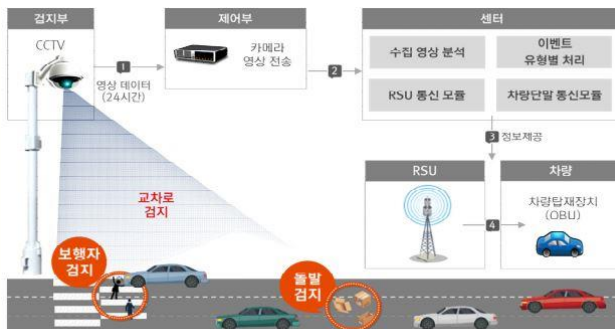 검지부
CCTV
1
영상 데이터
(24시간)
제어부
카메라
영상 전송
2
센터
수집 영상 분석
이벤트
유형별 처리
RSU 통신 모듈
차량단말 통신모듈
3 정보제공
RSU
4
차량
차량탑재장치
(OBU)
교차로
검지
보행자
검지
돌발
검지